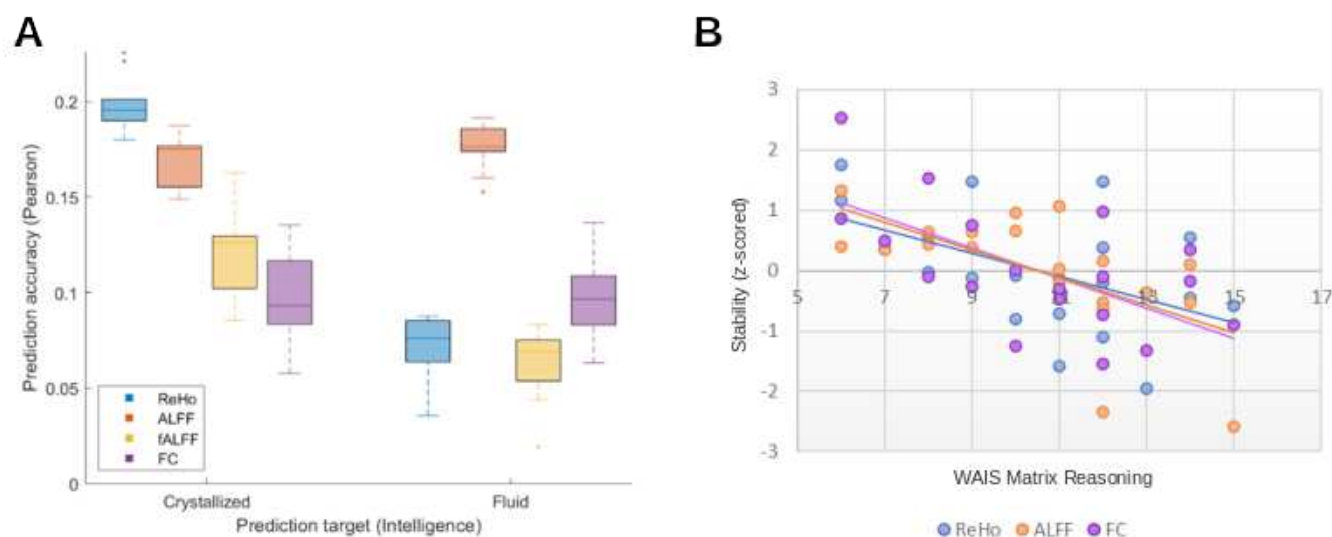 A
Prediction accuracy (Pearson)
0.2
0.15
0.1
0.05
0
ReHo
ALFF
fALFF
FC
Crystallized
Fluid
Prediction target (Intelligence)
B
Stability (z-scored)
3
2
1
0
-1
-2
-3
5
7
9
11
13
15
17
WAIS Matrix Reasoning
ReHo ALFF FC